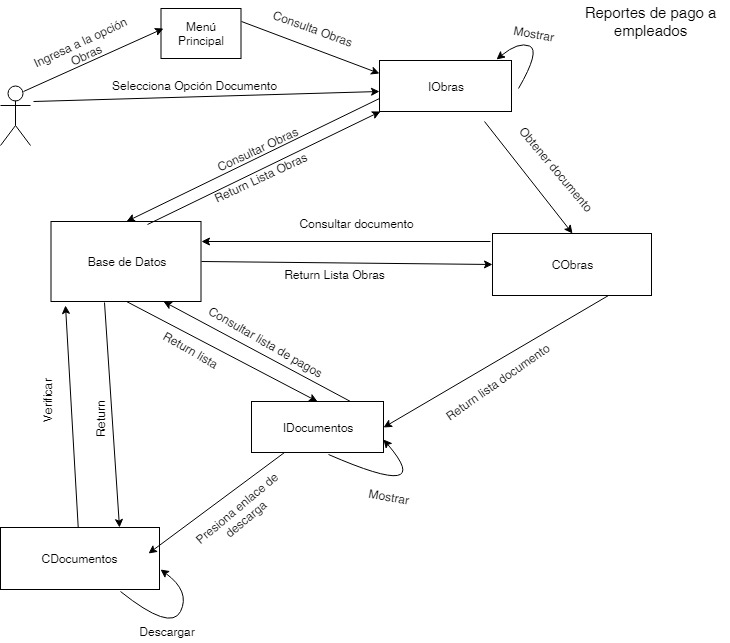 Reportes de pago a
empleados
Menú
Principal
Ingresa a la opción
Obras
Consulta Obras
Mostrar
Selecciona Opción Documento
IObras
Consultar Obras
Return Lista Obras
Obtener documento
Consultar documento
Base de Datos
Return Lista Obras
CObras
Consultar lista de pagos
Return lista
Return lista documento
Verificar
Return
IDocumentos
Mostrar
Presiona enlace de
descarga
CDocumentos
Descargar